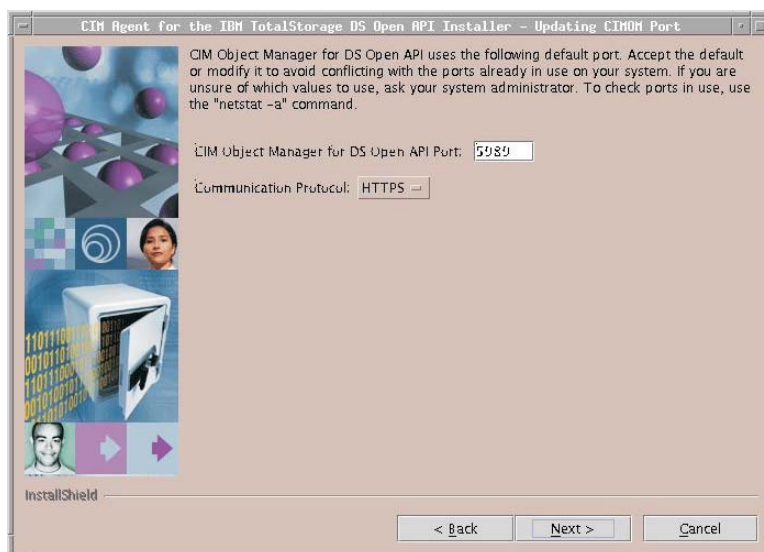 CIM Agent for the IBM TotalStorage DS Open API Installer - Updating CIMOM Port
CIM Object Manager for DS Open API uses the following default port. Accept the default
or modify it to avoid conflicting with the ports already in use on your system. If you are
unsure of which values to use, ask your system administrator. To check ports in use, use
the "netstat -a" command.
CIM Object Manager for DS Open API Port: 5989
Communication Protocol: HTTPS
InstallShield
< Back
Next >
Cancel